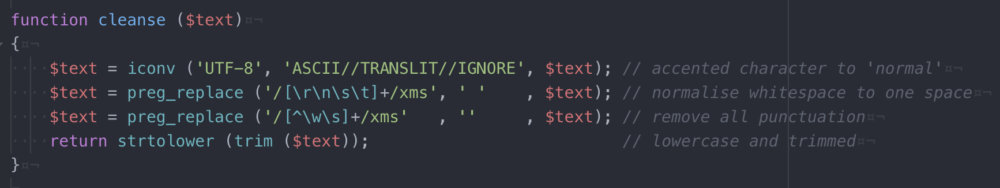 function cleanse ($text)¤¬
{¤¬
····$text = iconv ('UTF-8', 'ASCII//TRANSLIT//IGNORE', $text); // accented character to 'normal'¤¬
····$text = preg_replace ('/[\r\n\s\t]+/xms', ' '    , $text); // normalise whitespace to one space¤¬
····$text = preg_replace ('/[^\w\s]+/xms'   , ''     , $text); // remove all punctuation¤¬
····return strtolower (trim ($text));                          // lowercase and trimmed¤¬
}¤¬